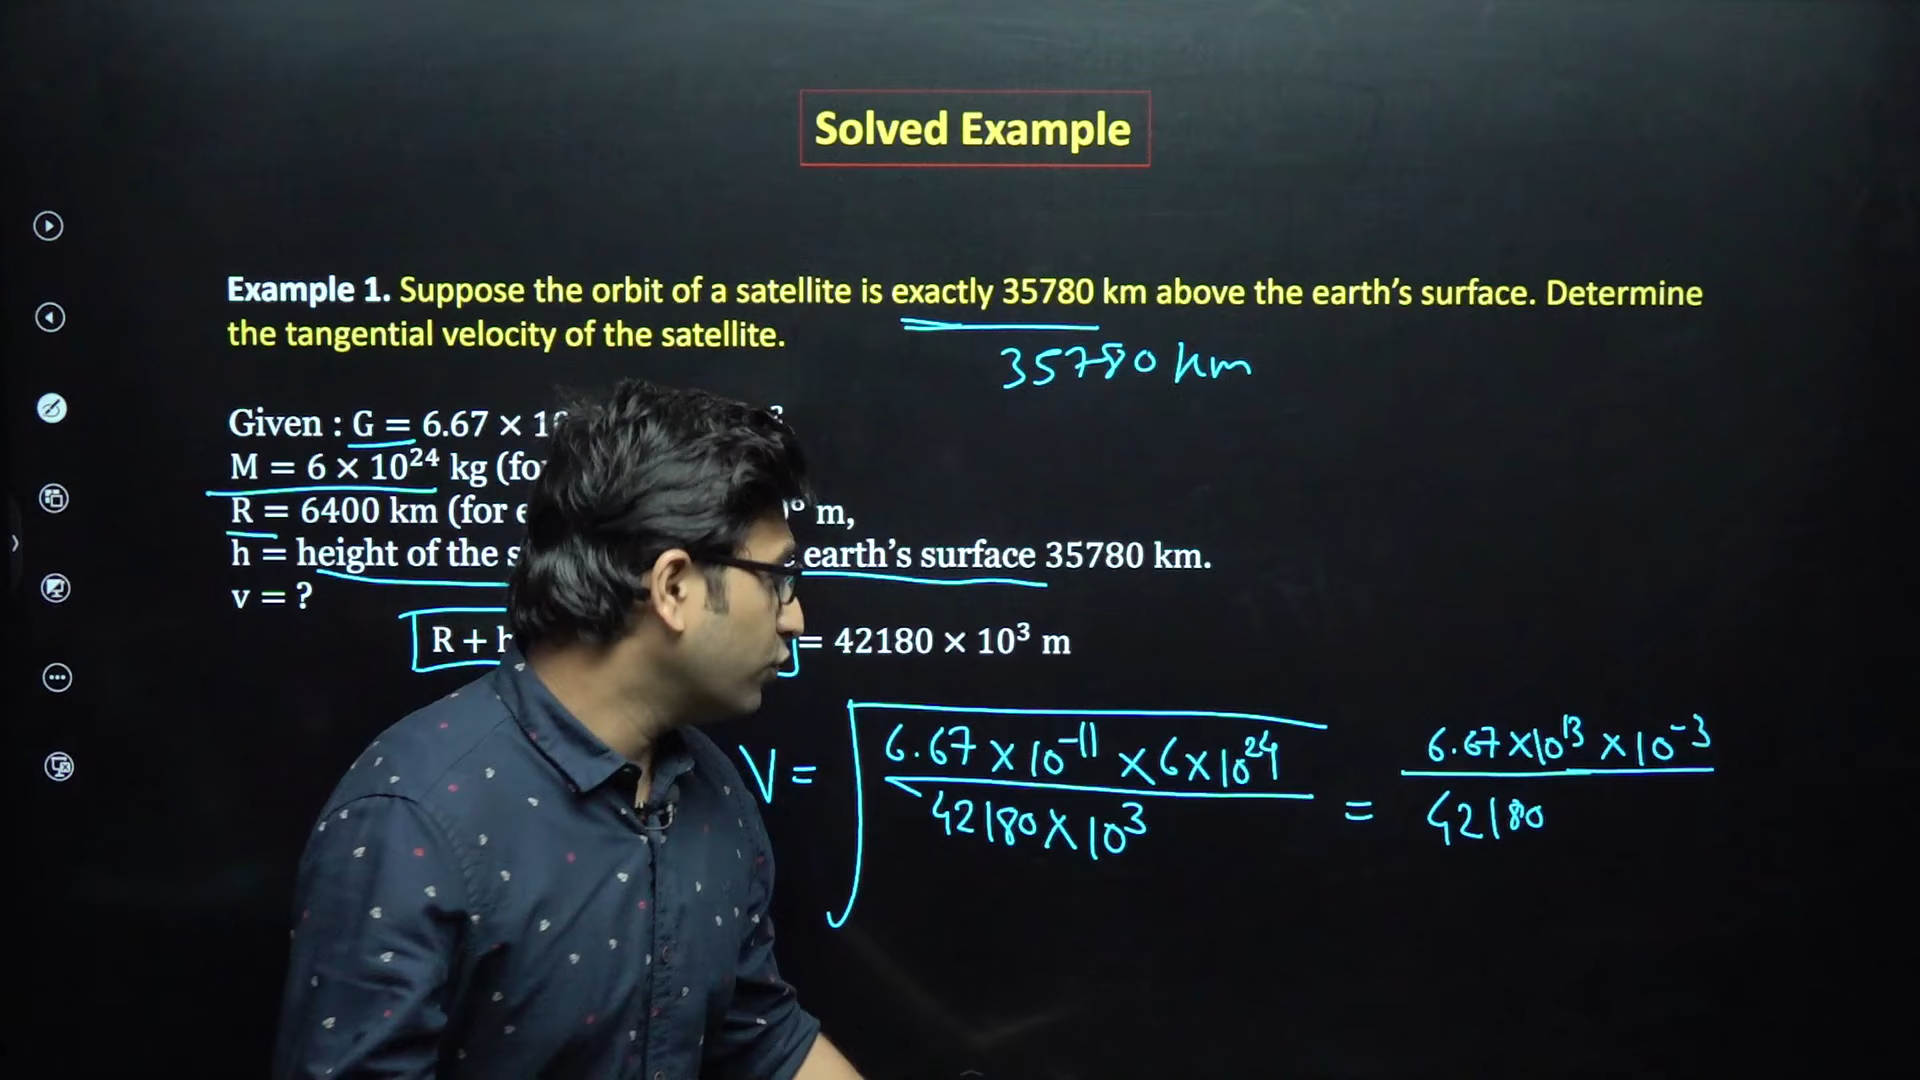 Solved Example
Example 1. Suppose the orbit of a satellite is exactly 35780 km above the earth's surface. Determine
the tangential velocity of the satellite.
35780 km
Given : G = 6.67 × 10
M = 6 × 10²⁴ kg
R = 6400 km (for m,
h = height of the earth's surface 35780 km.
v = ?
R + h = 42180 × 10³ m
V = √(6.67 × 10⁻¹¹ × 6 × 10²⁴ / 42180 × 10³) = 6.67 × 10¹³ × 10⁻³ / 42180